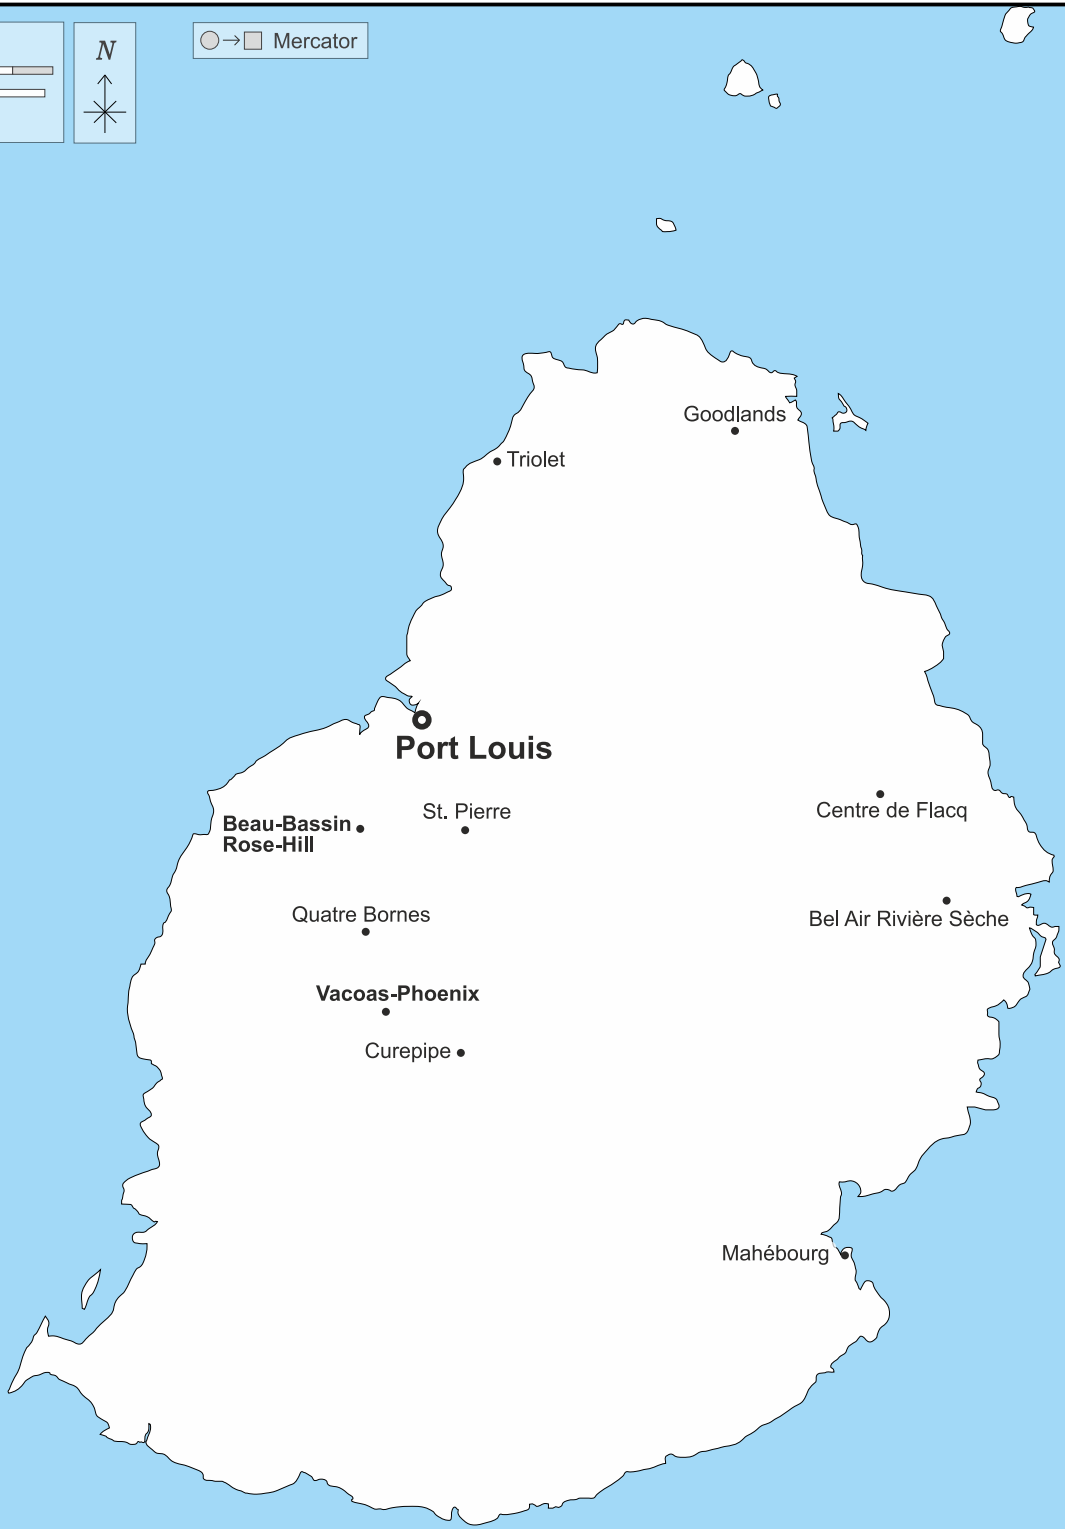 N
Mercator
Goodlands
Triolet
Port Louis
St. Pierre
Centre de Flacq
Beau-Bassin
Rose-Hill
Quatre Bornes
Bel Air Rivière Sèche
Vacoas-Phoenix
Curepipe
Mahébourg